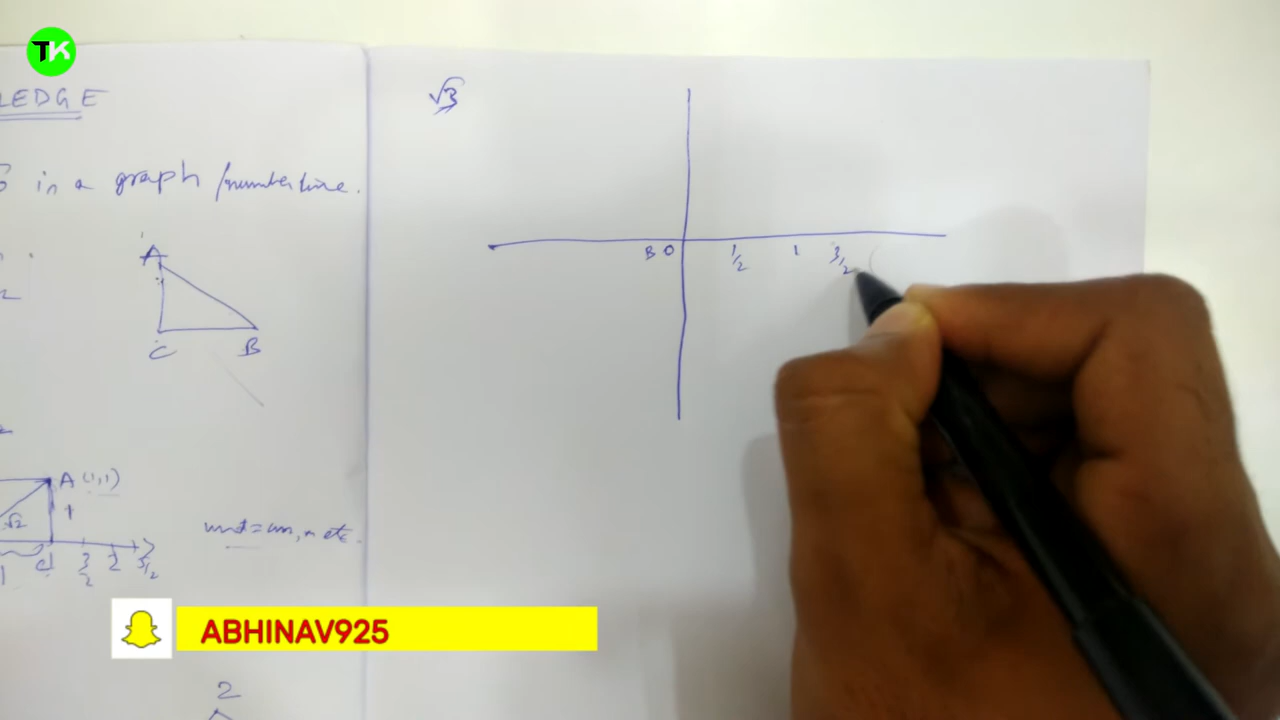 TK
LEDGE
in a graph /number line.
A
C B
A (1,1)
1
√2
1 d 3/2 2 5/2
unit = cm, m etc.
2
√3
B 0 1/2 1 3/2
ABHINAV925